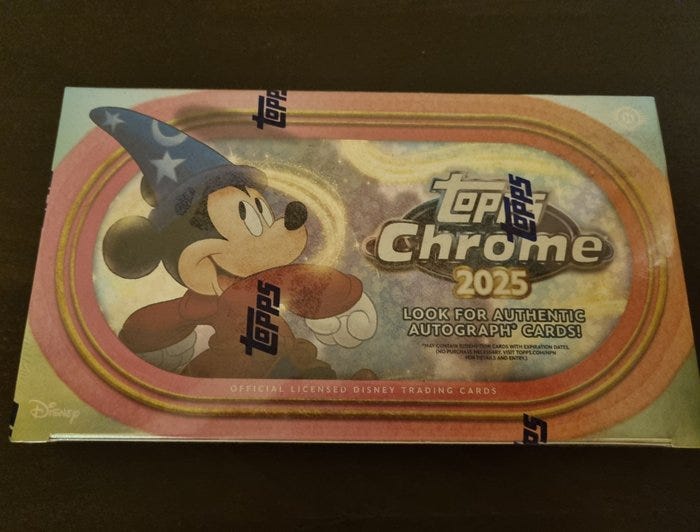 TOPPS
TOPPS
TOPPS
Chrome
2025
LOOK FOR AUTHENTIC
AUTOGRAPH* CARDS!
*MAY CONTAIN REDEMPTION CARDS WITH EXPIRATION DATES.
(NO PURCHASE NECESSARY. VISIT TOPPS.COM/NPN
FOR DETAILS AND ENTRY.)
TOPPS
OFFICIAL LICENSED DISNEY TRADING CARDS
Disney